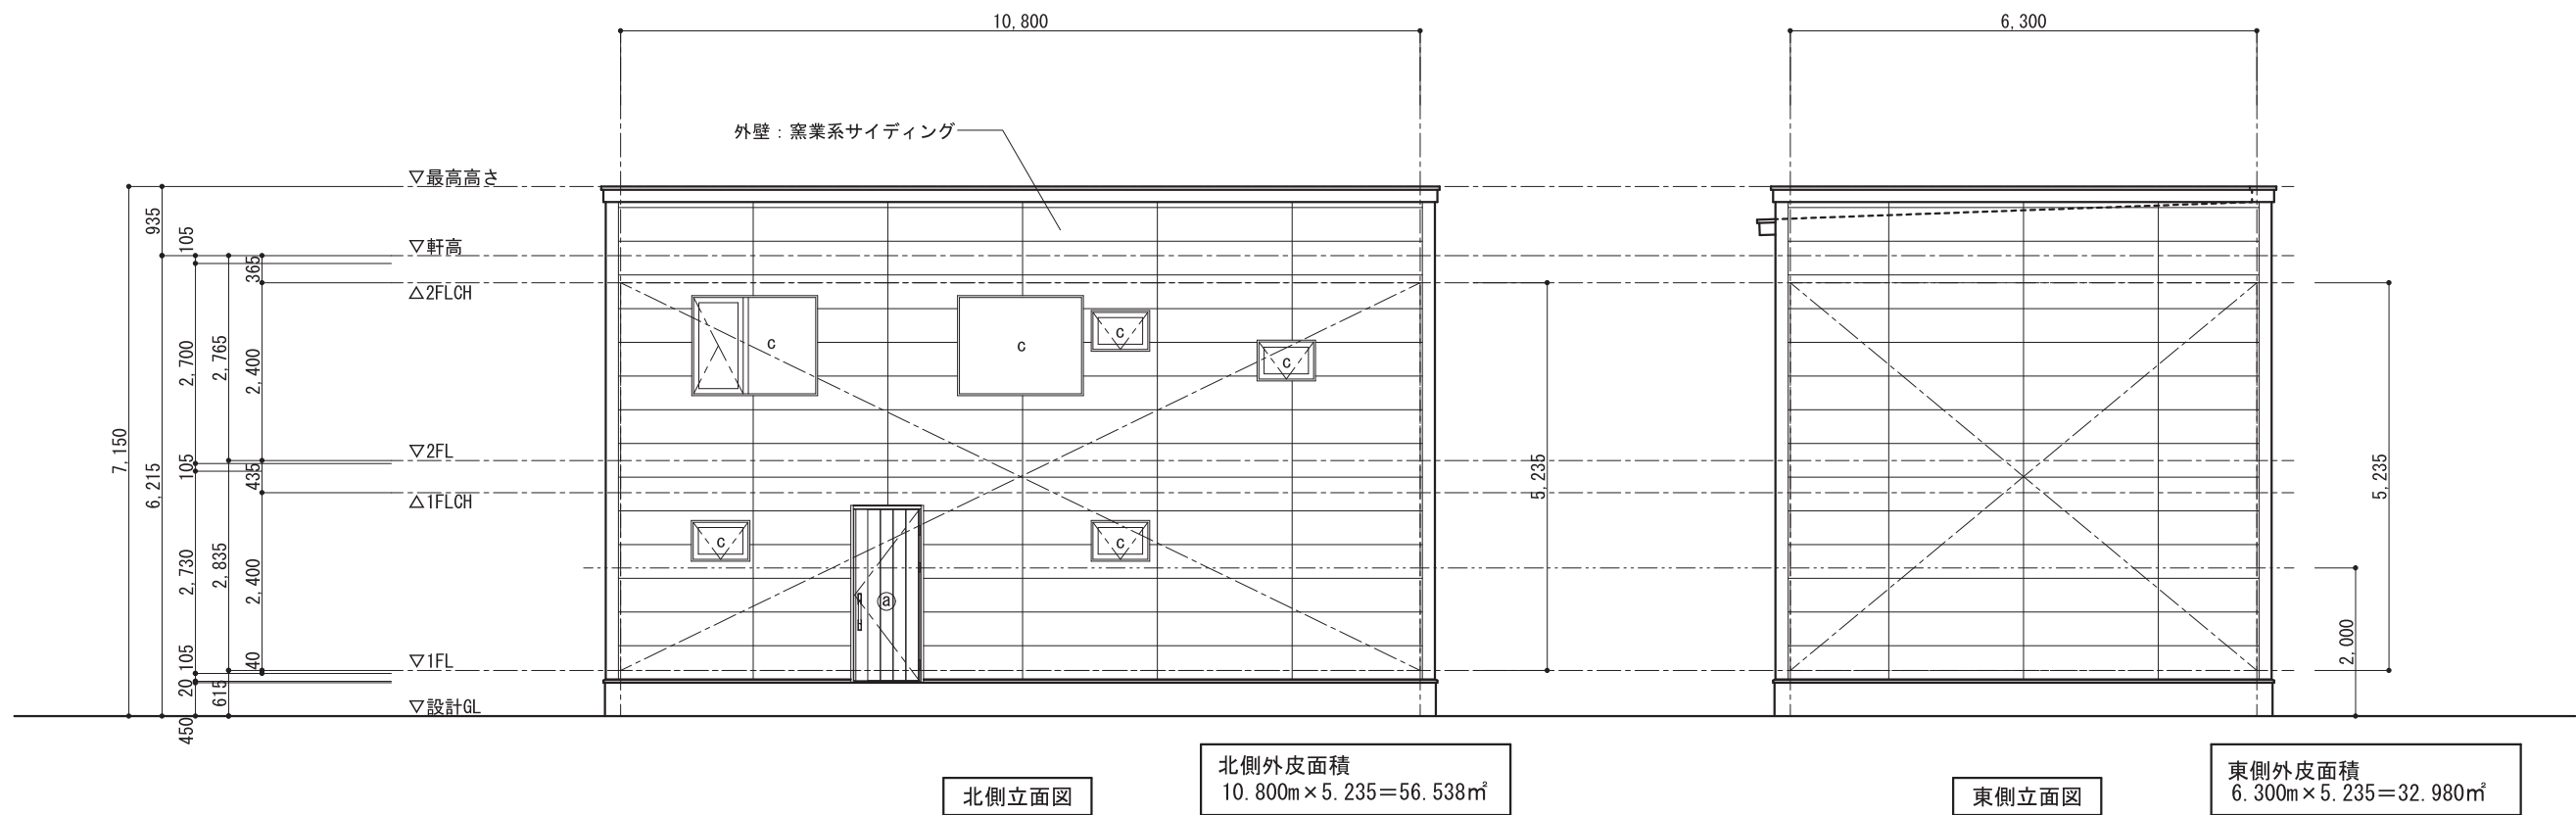 10,800
6,300
外壁：窯業系サイディング
▽最高高さ
935
105
▽軒高
365
△2FLCH
2,700
2,765
2,400
7,150
6,215
▽2FL
105
435
△1FLCH
2,730
2,835
2,400
105
40
▽1FL
20
615
▽設計GL
450
c
c
c
c
c
c
a
5,235
5,235
2,000
北側立面図
北側外皮面積
10.800m×5.235＝56.538㎡
東側立面図
東側外皮面積
6.300m×5.235＝32.980㎡